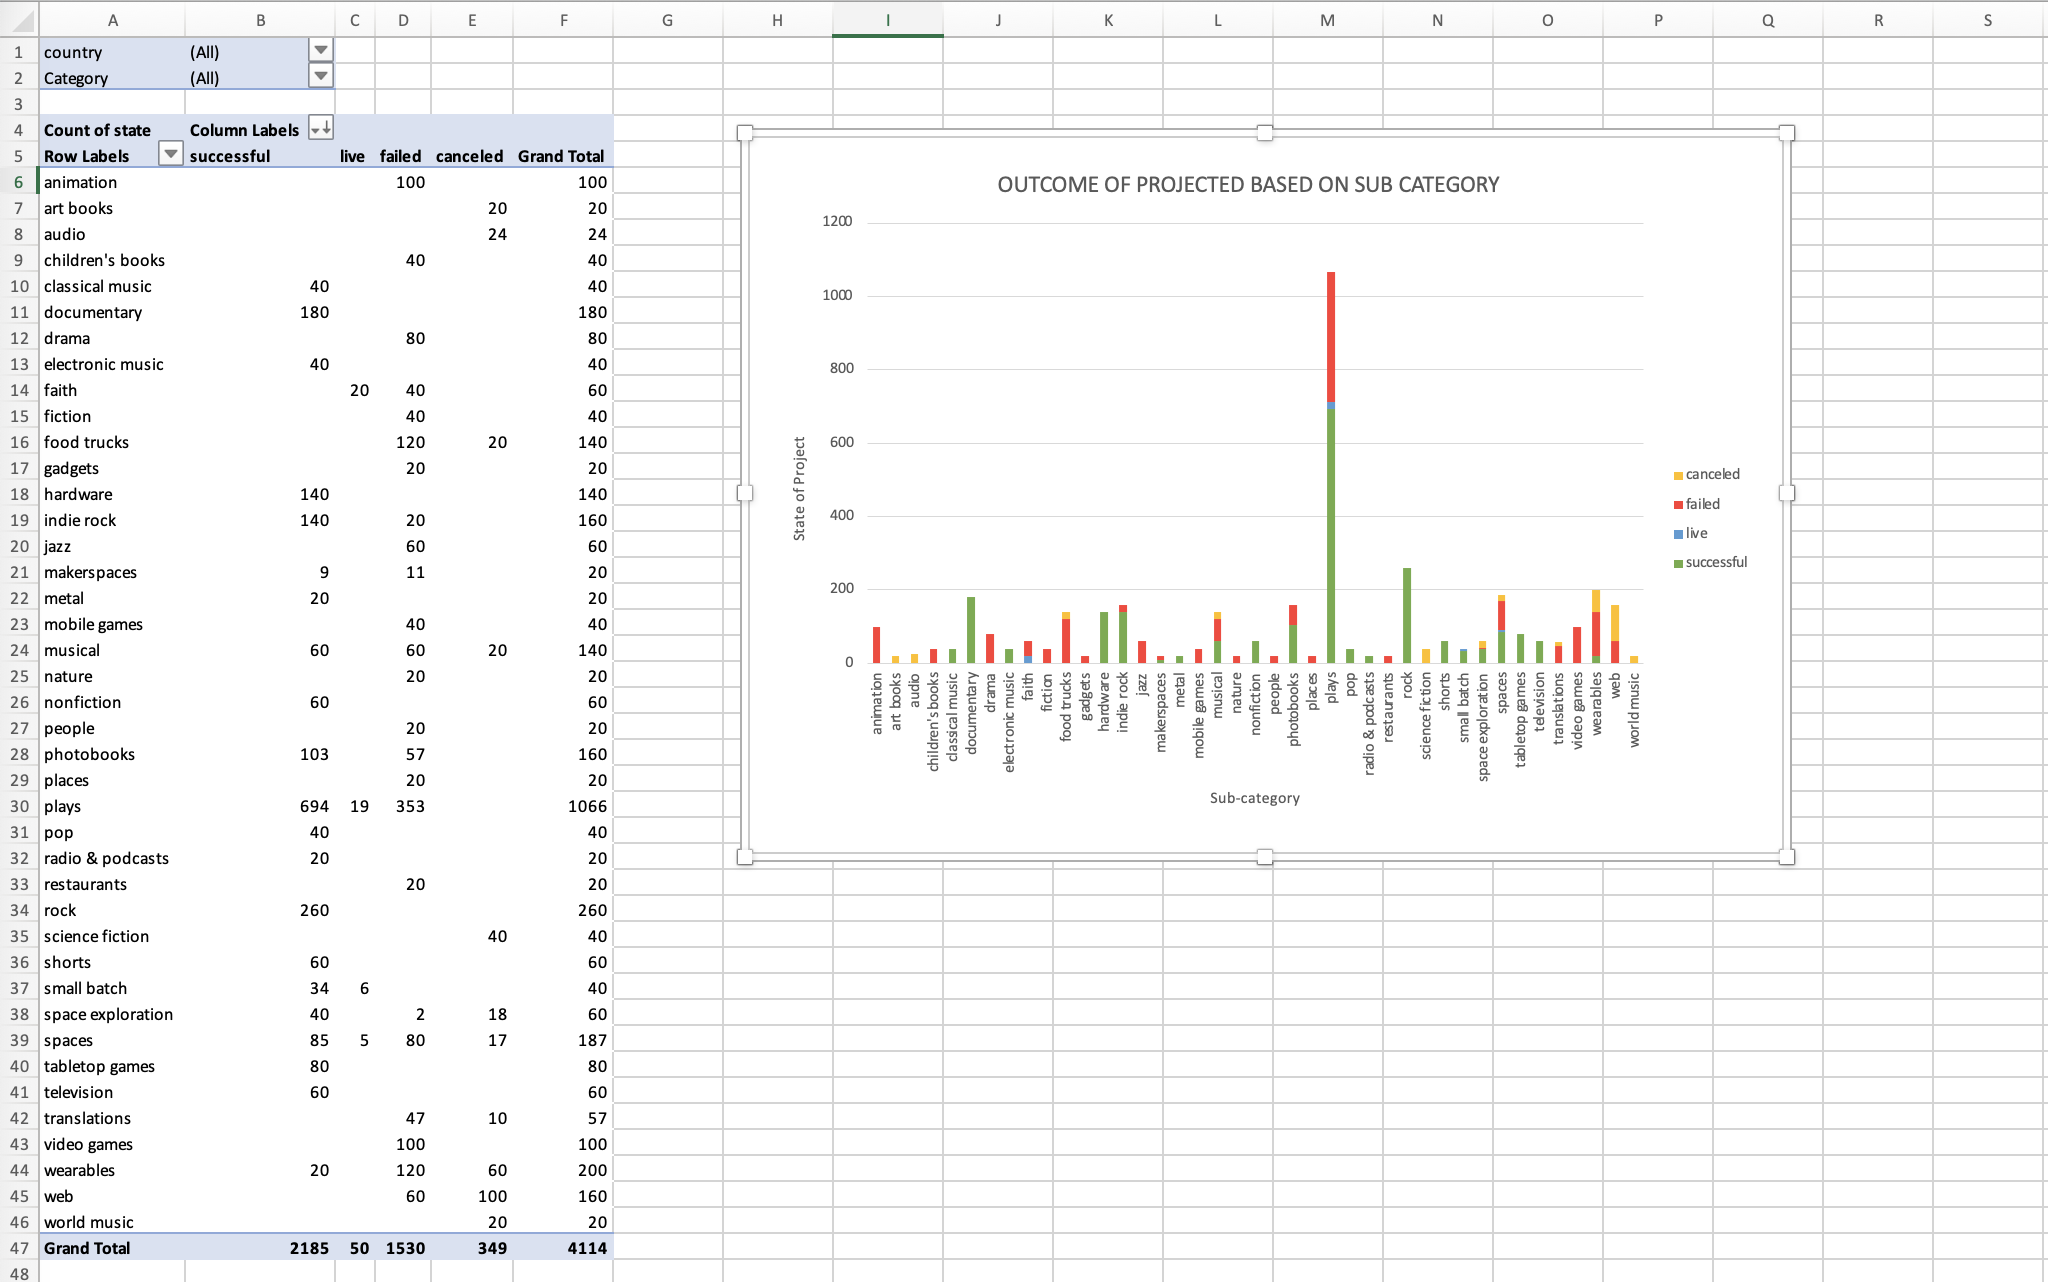 A B C D E F G H I J K L M N O P Q R S
1 country (All)
2 Category (All)
3
4 Count of state Column Labels
5 Row Labels successful live failed canceled Grand Total
6 animation 100 100
7 art books 20 20
8 audio 24 24
9 children's books 40 40
10 classical music 40 40
11 documentary 180 180
12 drama 80 80
13 electronic music 40 40
14 faith 20 40 60
15 fiction 40 40
16 food trucks 120 20 140
17 gadgets 20 20
18 hardware 140 140
19 indie rock 140 20 160
20 jazz 60 60
21 makerspaces 9 11 20
22 metal 20 20
23 mobile games 40 40
24 musical 60 60 20 140
25 nature 20 20
26 nonfiction 60 60
27 people 20 20
28 photobooks 103 57 160
29 places 20 20
30 plays 694 19 353 1066
31 pop 40 40
32 radio & podcasts 20 20
33 restaurants 20 20
34 rock 260 260
35 science fiction 40 40
36 shorts 60 60
37 small batch 34 6 40
38 space exploration 40 2 18 60
39 spaces 85 5 80 17 187
40 tabletop games 80 80
41 television 60 60
42 translations 47 10 57
43 video games 100 100
44 wearables 20 120 60 200
45 web 60 100 160
46 world music 20 20
47 Grand Total 2185 50 1530 349 4114
48
OUTCOME OF PROJECTED BASED ON SUB CATEGORY
1200
1000
800
600
400
200
0
State of Project
animation
art books
audio
children's books
classical music
documentary
drama
electronic music
faith
fiction
food trucks
gadgets
hardware
indie rock
jazz
makerspaces
metal
mobile games
musical
nature
nonfiction
people
photobooks
places
plays
pop
radio & podcasts
restaurants
rock
science fiction
shorts
small batch
space exploration
spaces
tabletop games
television
translations
video games
wearables
web
world music
Sub-category
canceled
failed
live
successful